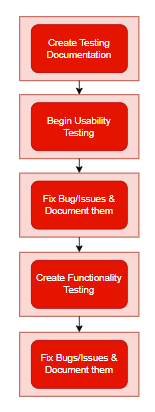 Create Testing
Documentation
Begin Usability
Testing
Fix Bug/Issues &
Document them
Create Functionality
Testing
Fix Bugs/Issues &
Document them